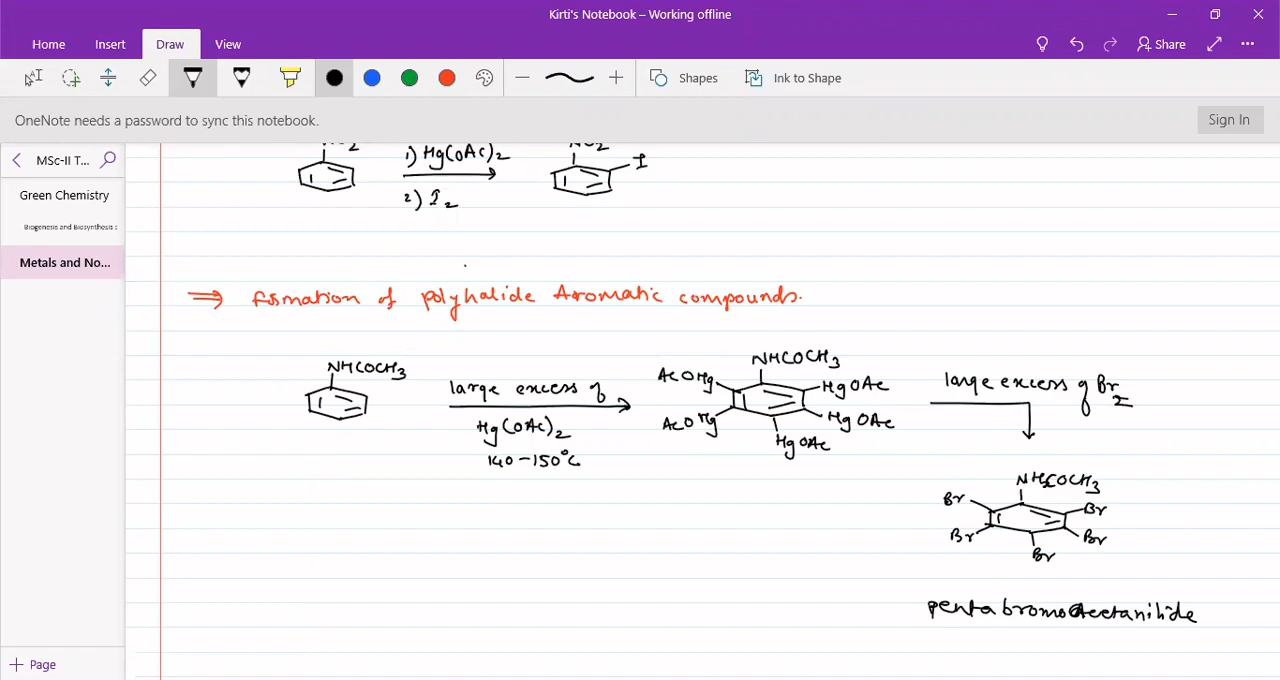 Kirti's Notebook – Working offline
Home Insert Draw View
Share
Shapes Ink to Shape
OneNote needs a password to sync this notebook.
Sign In
MSc-II T...
Green Chemistry
Biogenesis and Biosynthesis
Metals and No...
Page
1) Hg(OAc)2
2) I2
I
⇒ Formation of polyhalide Aromatic compounds.
NHCOCH3
large excess of
Hg(OAc)2
140-150°C
NHCOCH3
AcOHg
HgOAc
AcOHg
HgOAc
HgOAc
large excess of Br2
NHCOCH3
Br
Br
Br
Br
Br
pentabromoacetanilide